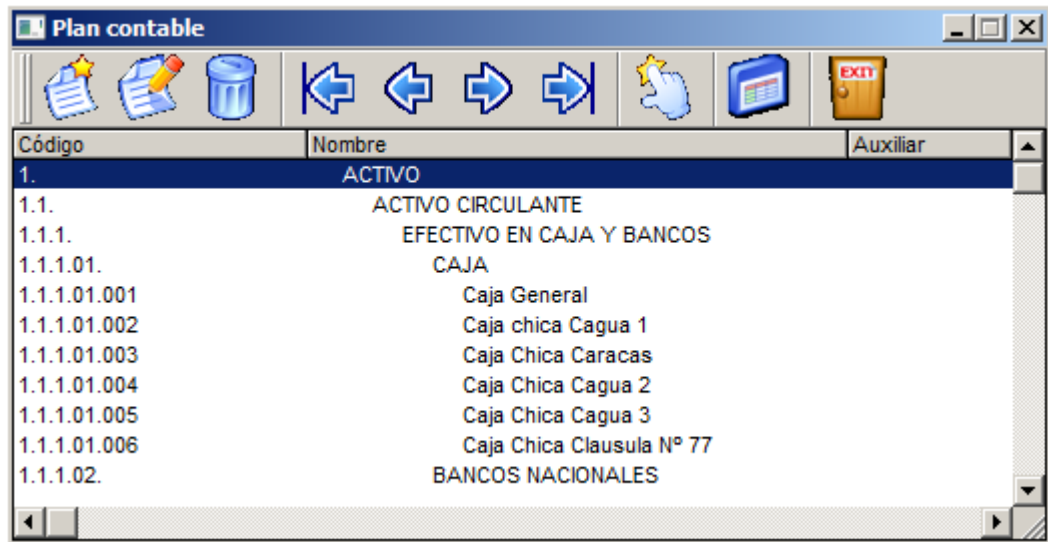 Plan contable
EXIT
Código Nombre Auxiliar
1. ACTIVO
1.1. ACTIVO CIRCULANTE
1.1.1. EFECTIVO EN CAJA Y BANCOS
1.1.1.01. CAJA
1.1.1.01.001 Caja General
1.1.1.01.002 Caja chica Cagua 1
1.1.1.01.003 Caja Chica Caracas
1.1.1.01.004 Caja Chica Cagua 2
1.1.1.01.005 Caja Chica Cagua 3
1.1.1.01.006 Caja Chica Clausula Nº 77
1.1.1.02. BANCOS NACIONALES